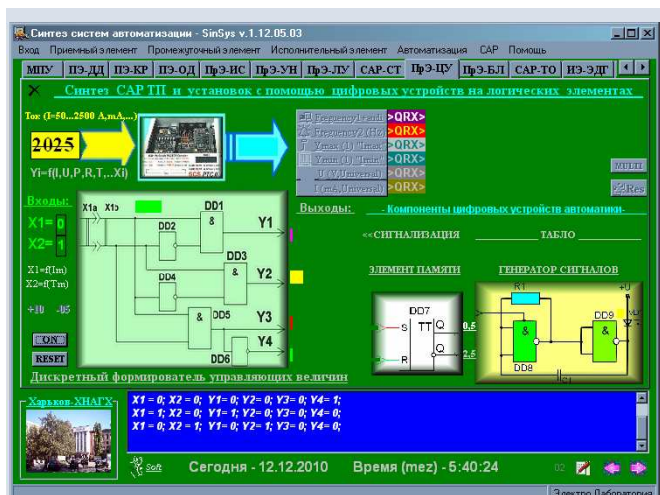 Синтез систем автоматизации - SinSys v.1.12.05.03
Вход Приемный элемент Промежуточный элемент Исполнительный элемент Автоматизация САР Помощь
МПУ ПЭ-ДД ПЭ-КР ПЭ-ОД ПрЭ-ИС ПрЭ-УН ПрЭ-ЛУ САР-СТ ПрЭ-ЦУ ПрЭ-БЛ САР-ТО ИЭ-ЭДГ
Синтез САР ТП и установок с помощью цифровых устройств на логических элементах
Ток (I=50...2500 А,mA,...)
2025
Yi=f(I,U,P,R,T,..Xi)
>QRX>
>QRX>
>QRX>
>QRX>
>QRX>
>QRX>
MULTI
Res
Входы:
X1= 0
X2= 1
X1=f(Im)
X2=f(Tm)
+10 -05
ON
RESET
X1a X1b
DD1
&
Y1
DD2
DD3
&
Y2
DD4
&
DD5
Y3
Y4
DD6
Выходы:
- Компоненты цифровых устройств автоматики-
<<СИГНАЛИЗАЦИЯ ТАБЛО
ЭЛЕМЕНТ ПАМЯТИ
ГЕНЕРАТОР СИГНАЛОВ
DD7
S TT Q
R Q
0,5
2,5
R1
+U
&
DD8
DD9
&
C1
Дискретный формирователь управляющих величин
Харьков-ХНАГХ
X1 = 0; X2 = 0; Y1= 0; Y2= 0; Y3= 0; Y4= 1;
X1 = 1; X2 = 1; Y1= 0; Y2= 0; Y3= 1; Y4= 0;
X1 = 0; X2 = 1; Y1= 0; Y2= 1; Y3= 0; Y4= 0;
Soft
Сегодня - 12.12.2010 Время (mez) - 5:40:24
02
Электро Лаборатория